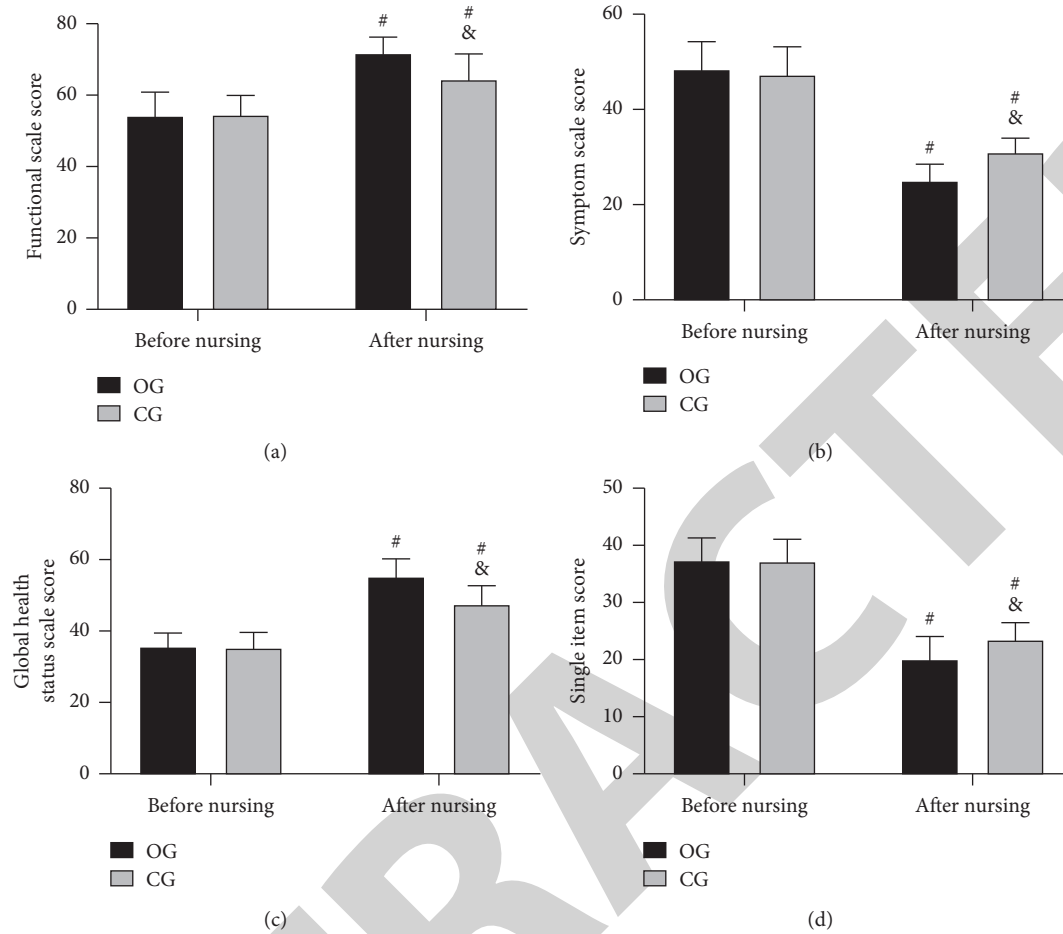 80
60
40
20
0
Functional scale score
#
#
&
Before nursing
After nursing
OG
CG
(a)
60
40
20
0
Symptom scale score
#
#
&
Before nursing
After nursing
OG
CG
(b)
80
60
40
20
0
Global health
status scale score
#
#
&
Before nursing
After nursing
OG
CG
(c)
50
40
30
20
10
0
Single item score
#
#
&
Before nursing
After nursing
OG
CG
(d)
RACTE